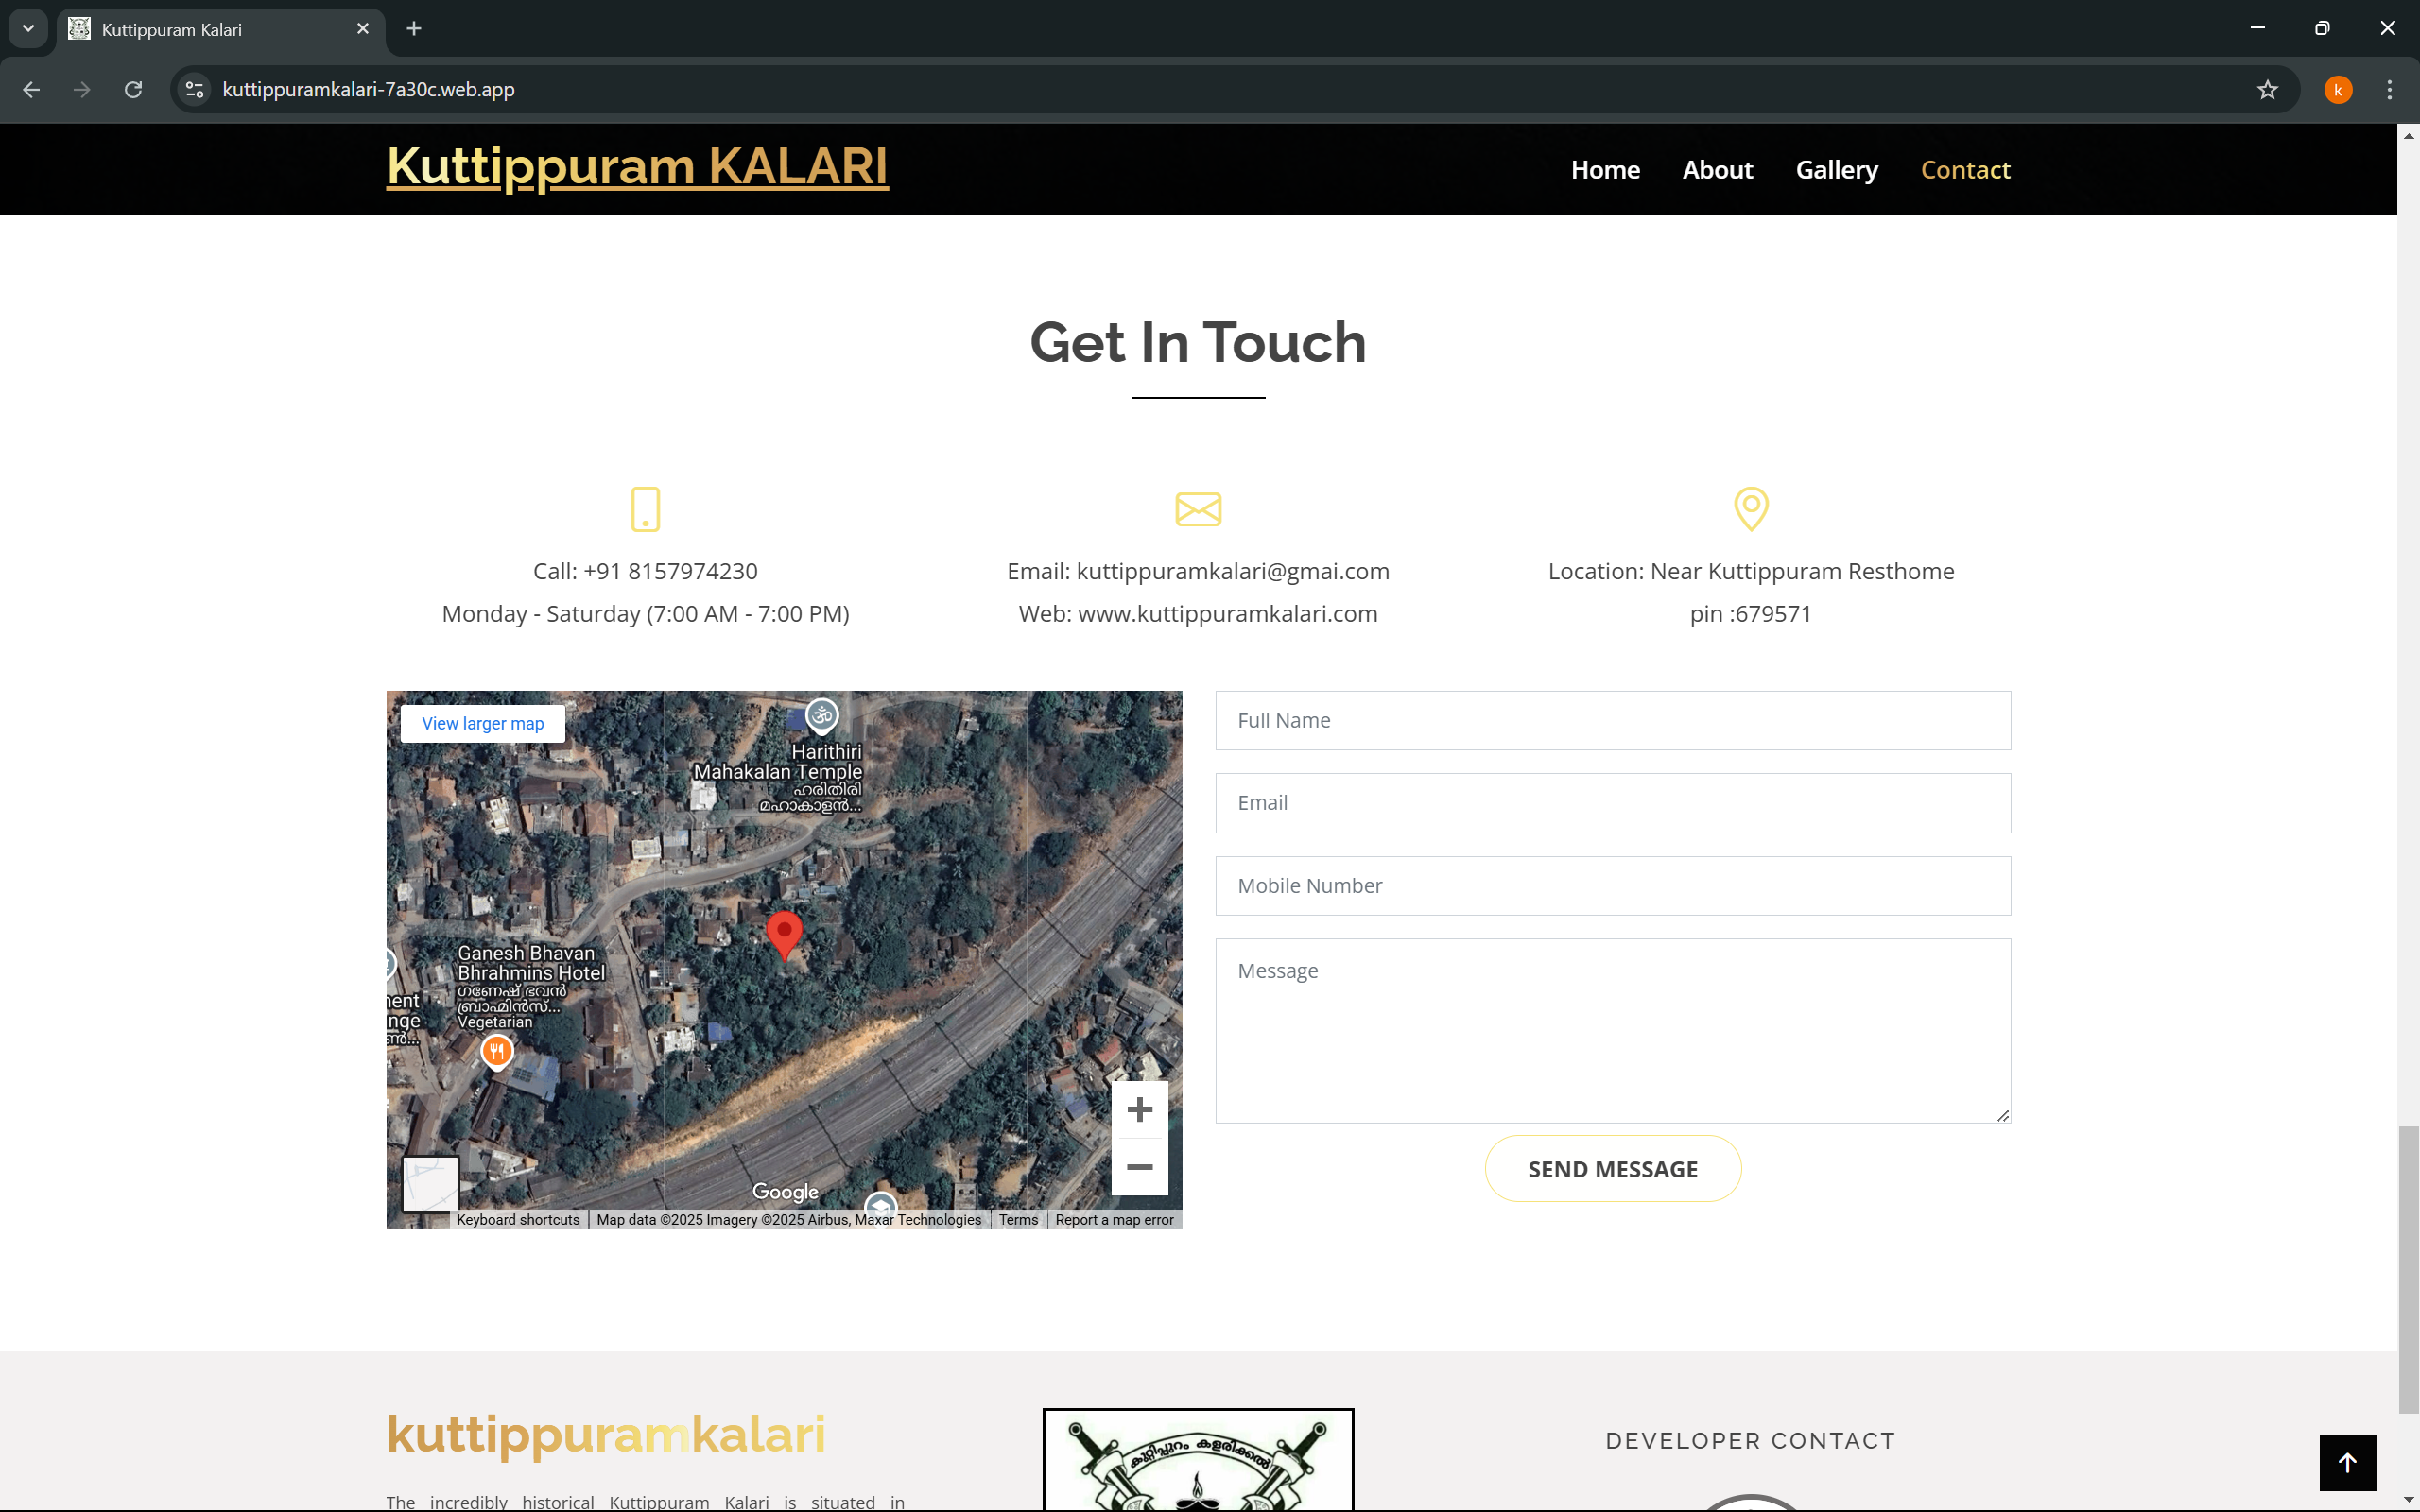 Kuttippuram Kalari
kuttippuramkalari-7a30c.web.app
k
Kuttippuram KALARI
Home
About
Gallery
Contact
Get In Touch
Call: +91 8157974230
Monday - Saturday (7:00 AM - 7:00 PM)
Email: kuttippuramkalari@gmai.com
Web: www.kuttippuramkalari.com
Location: Near Kuttippuram Resthome
pin :679571
View larger map
Harithiri
Mahakalan Temple
ഹരിതിരി
മഹാകാളൻ...
Ganesh Bhavan
Bhrahmins Hotel
ഗണേഷ് ഭവൻ
ബ്രാഹ്മിൻസ്...
Vegetarian
Google
Keyboard shortcuts
Map data ©2025 Imagery ©2025 Airbus, Maxar Technologies
Terms
Report a map error
Full Name
Email
Mobile Number
Message
SEND MESSAGE
kuttippuramkalari
The incredibly historical Kuttippuram Kalari is situated in
കുറ്റിപ്പുറം കളരിക്കൽ
DEVELOPER CONTACT